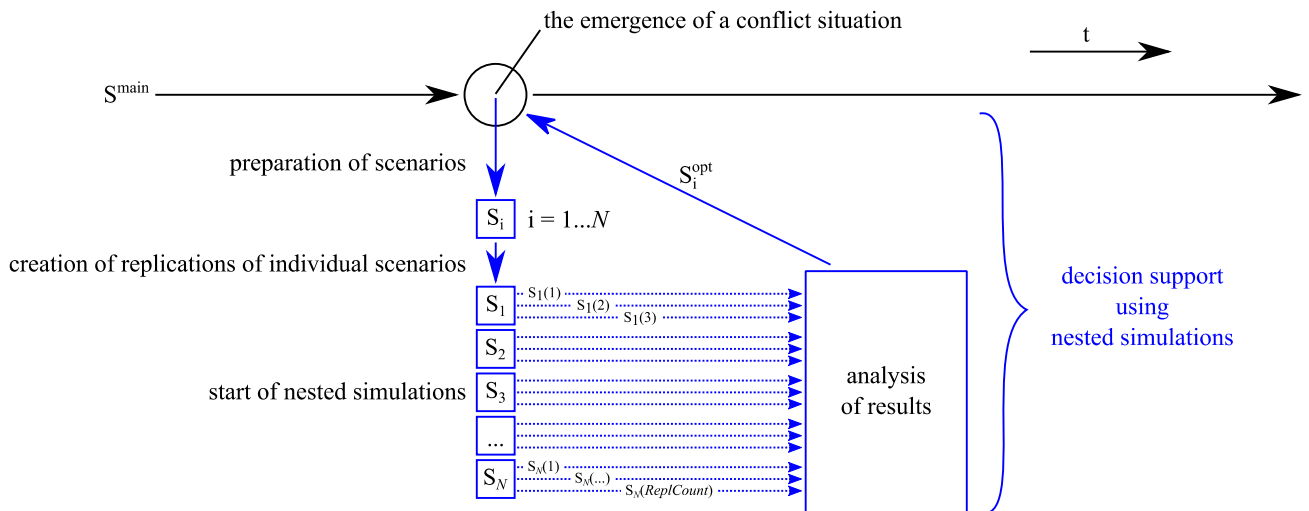 the emergence of a conflict situation
t
S^main
preparation of scenarios
S_i^opt
S_i i = 1...N
creation of replications of individual scenarios
S_1
S_1(1)
S_1(2)
S_1(3)
S_2
start of nested simulations
S_3
...
S_N
S_N(1)
S_N(...)
S_N(ReplCount)
analysis
of results
decision support
using
nested simulations